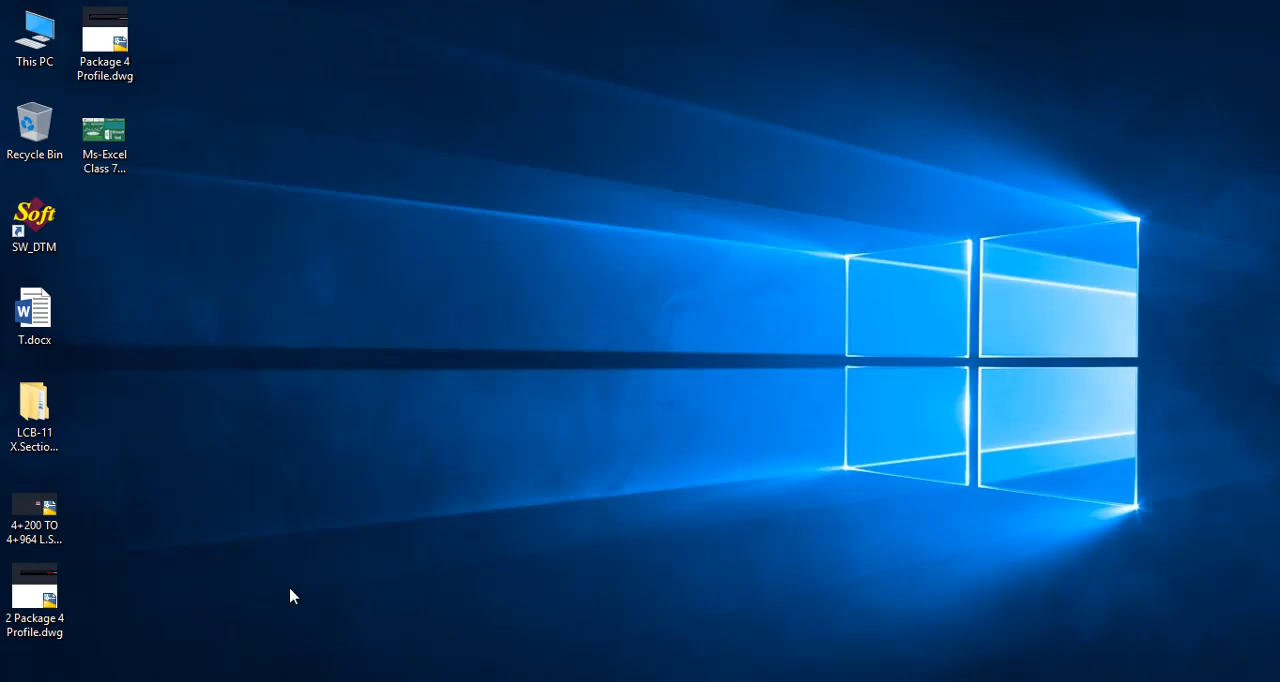 This PC
Recycle Bin
Soft
SW_DTM
W
T.docx
LCB-11
X.Sectio...
4+200 TO
4+964 L.S...
2 Package 4
Profile.dwg
Package 4
Profile.dwg
Ms-Excel
Class 7...